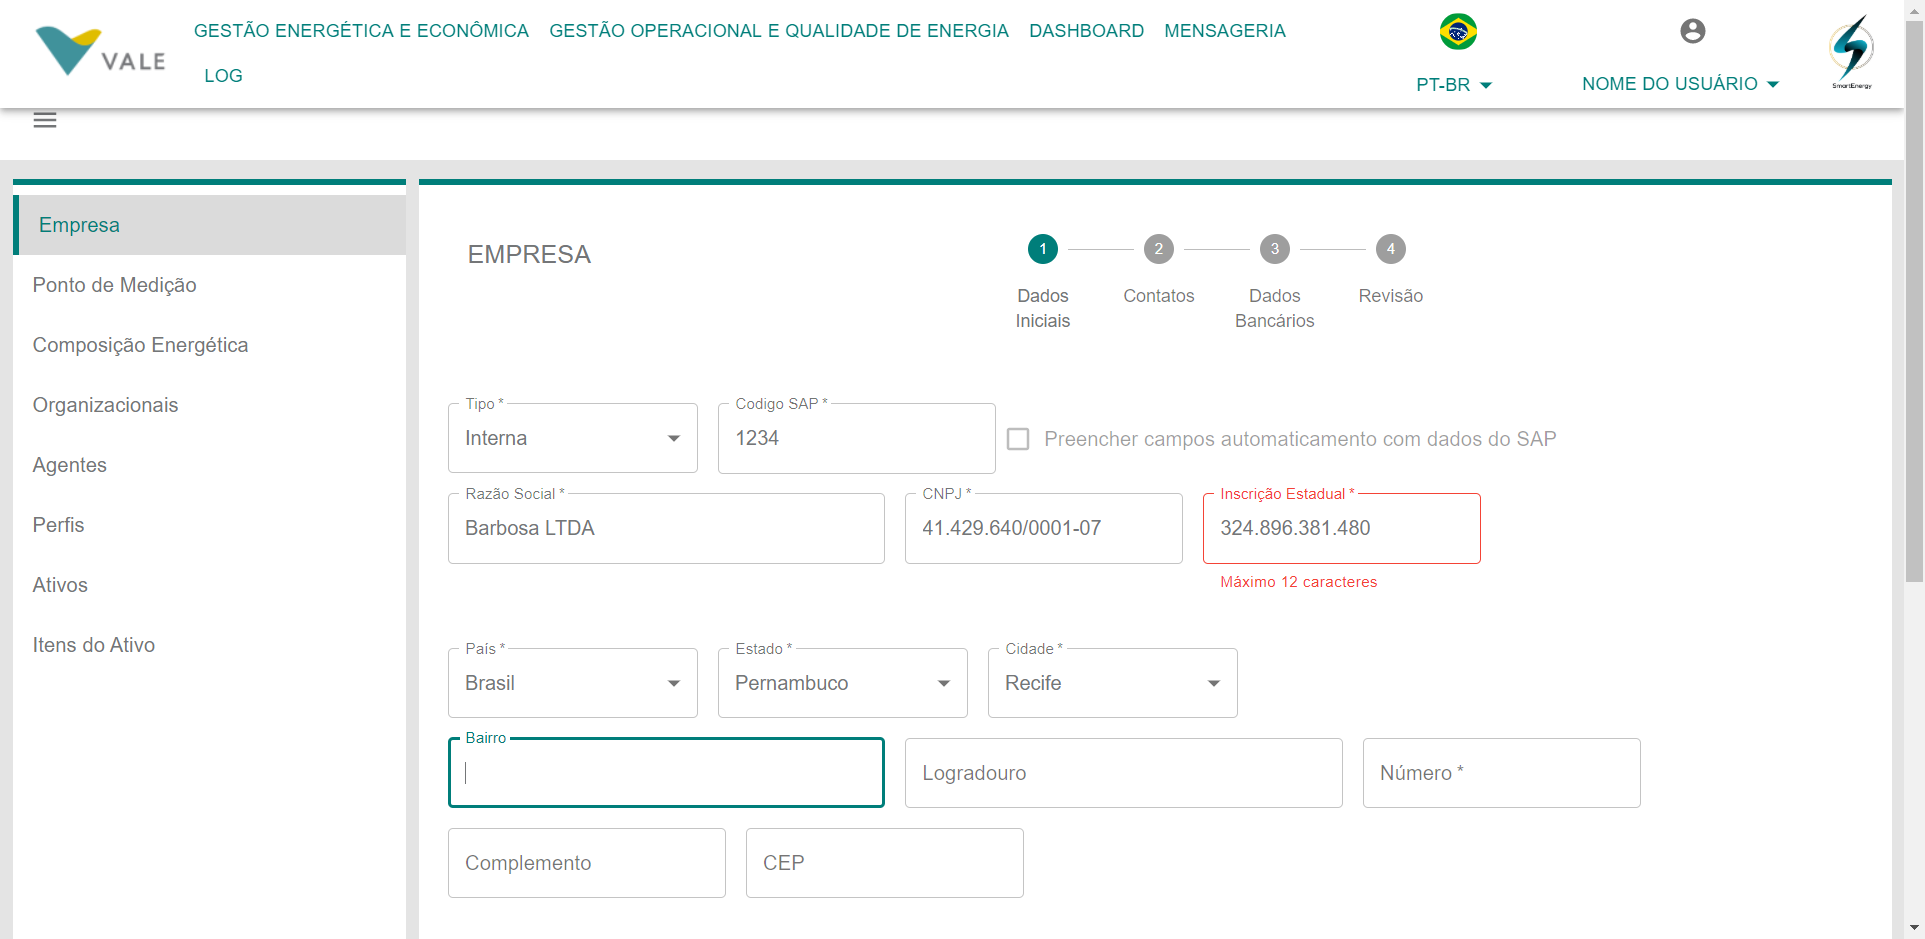 VALE
GESTÃO ENERGÉTICA E ECONÔMICA
GESTÃO OPERACIONAL E QUALIDADE DE ENERGIA
DASHBOARD
MENSAGERIA
LOG
PT-BR
NOME DO USUÁRIO
SmartEnergy
Empresa
Ponto de Medição
Composição Energética
Organizacionais
Agentes
Perfis
Ativos
Itens do Ativo
EMPRESA
1
2
3
4
Dados
Iniciais
Contatos
Dados
Bancários
Revisão
Tipo *
Interna
Codigo SAP *
1234
Preencher campos automaticamento com dados do SAP
Razão Social *
Barbosa LTDA
CNPJ *
41.429.640/0001-07
Inscrição Estadual *
324.896.381.480
Máximo 12 caracteres
País *
Brasil
Estado *
Pernambuco
Cidade *
Recife
Bairro
Logradouro
Número *
Complemento
CEP